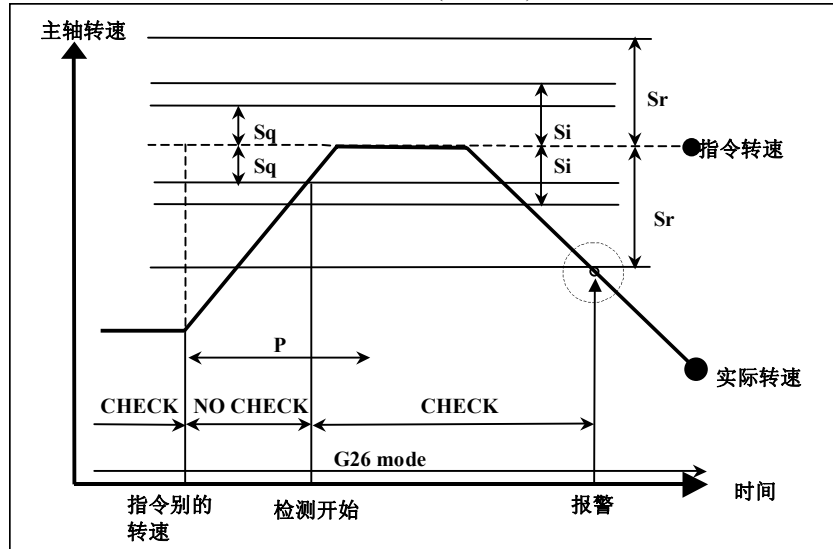 主轴转速
Sr
Sq
Si
指令转速
Sq
Si
Sr
P
实际转速
CHECK
NO CHECK
CHECK
G26 mode
时间
指令别的
转速
检测开始
报警